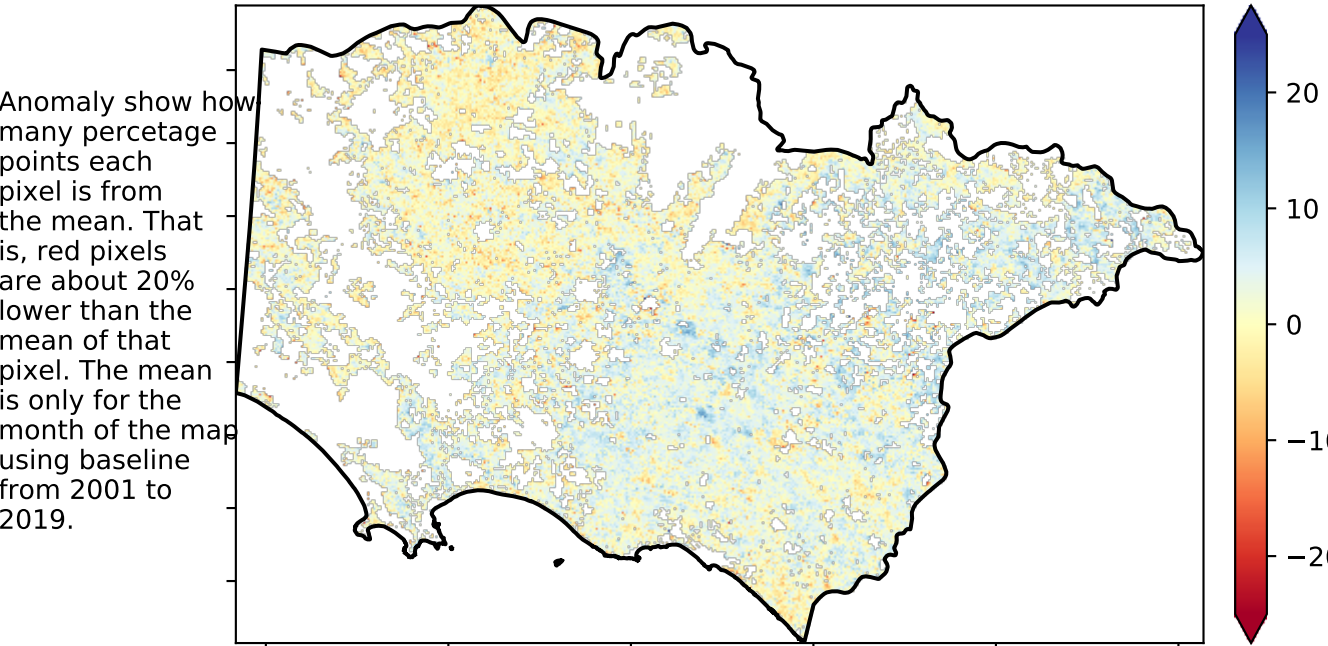 Anomaly show how
many percetage
points each
pixel is from
the mean. That
is, red pixels
are about 20%
lower than the
mean of that
pixel. The mean
is only for the
month of the map
using baseline
from 2001 to
2019.
20
10
0
−10
−20